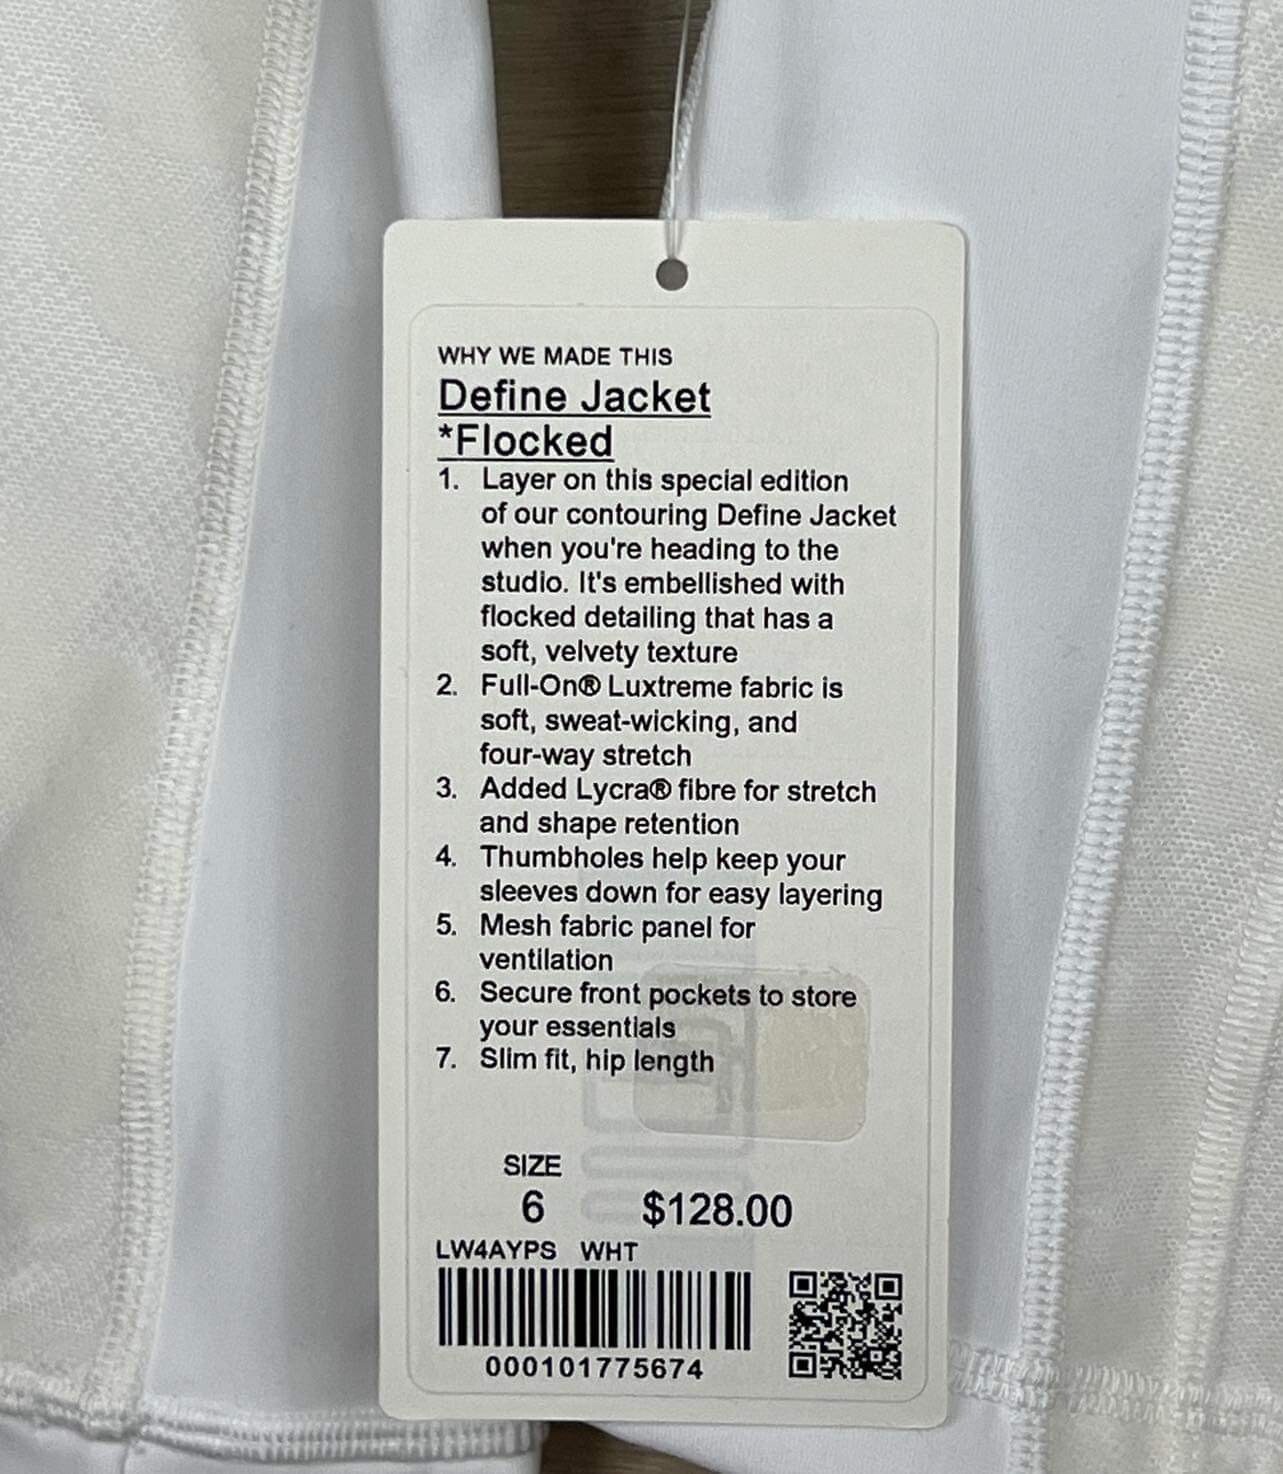 WHY WE MADE THIS
Define Jacket
*Flocked
1. Layer on this special edition
of our contouring Define Jacket
when you're heading to the
studio. It's embellished with
flocked detailing that has a
soft, velvety texture
2. Full-On® Luxtreme fabric is
soft, sweat-wicking, and
four-way stretch
3. Added Lycra® fibre for stretch
and shape retention
4. Thumbholes help keep your
sleeves down for easy layering
5. Mesh fabric panel for
ventilation
6. Secure front pockets to store
your essentials
7. Slim fit, hip length
SIZE
6 $128.00
LW4AYPS WHT
000101775674